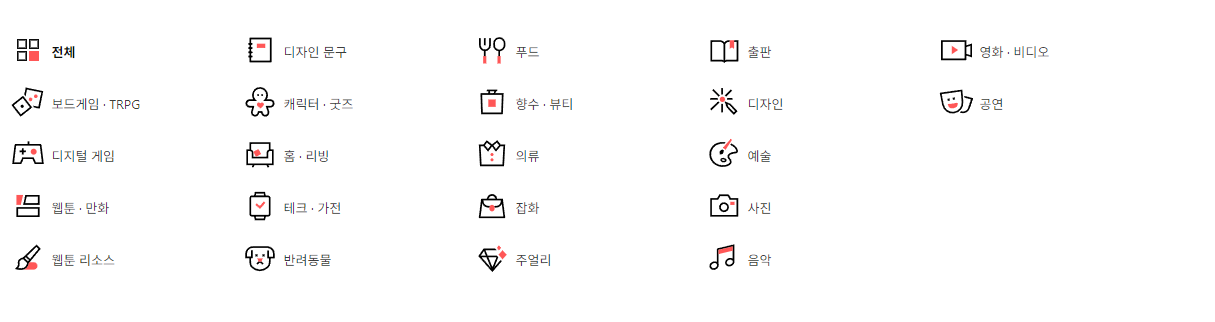 전체
보드게임 · TRPG
디지털 게임
웹툰 · 만화
웹툰 리소스
디자인 문구
캐릭터 · 굿즈
홈 · 리빙
테크 · 가전
반려동물
푸드
향수 · 뷰티
의류
잡화
주얼리
출판
디자인
예술
사진
음악
영화 · 비디오
공연